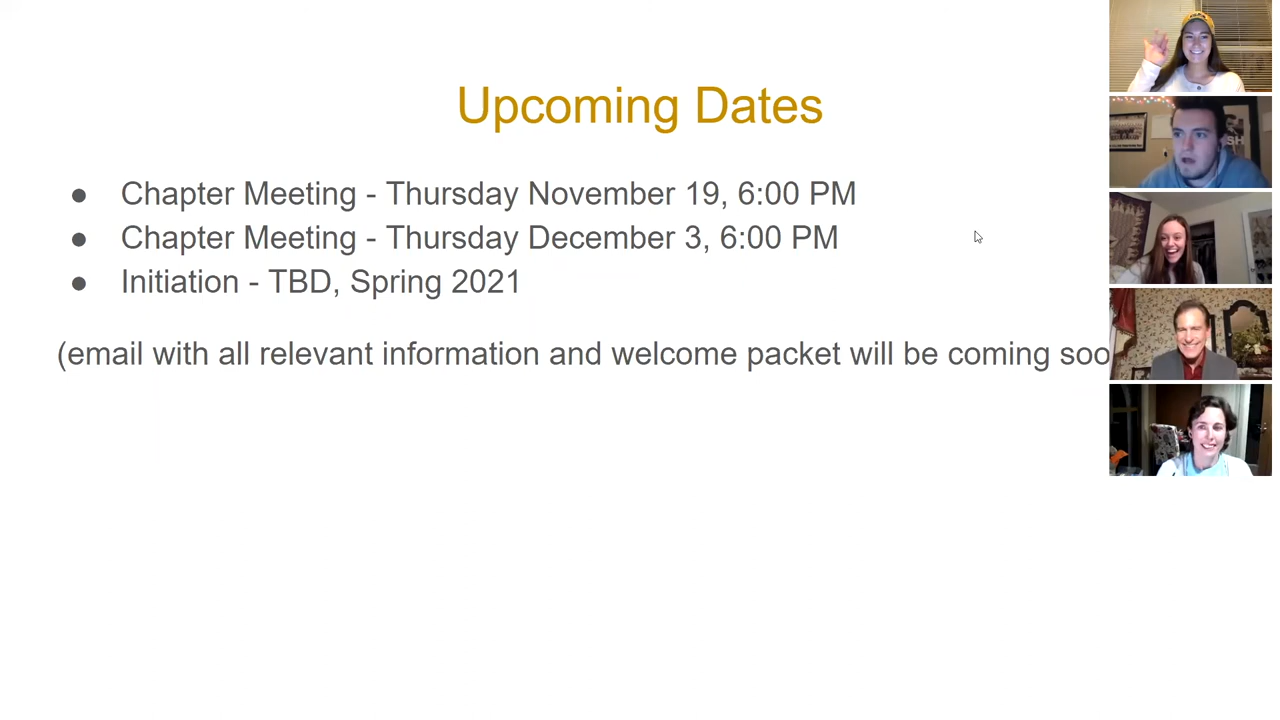 Upcoming Dates
● Chapter Meeting - Thursday November 19, 6:00 PM
● Chapter Meeting - Thursday December 3, 6:00 PM
● Initiation - TBD, Spring 2021
(email with all relevant information and welcome packet will be coming soo
SH